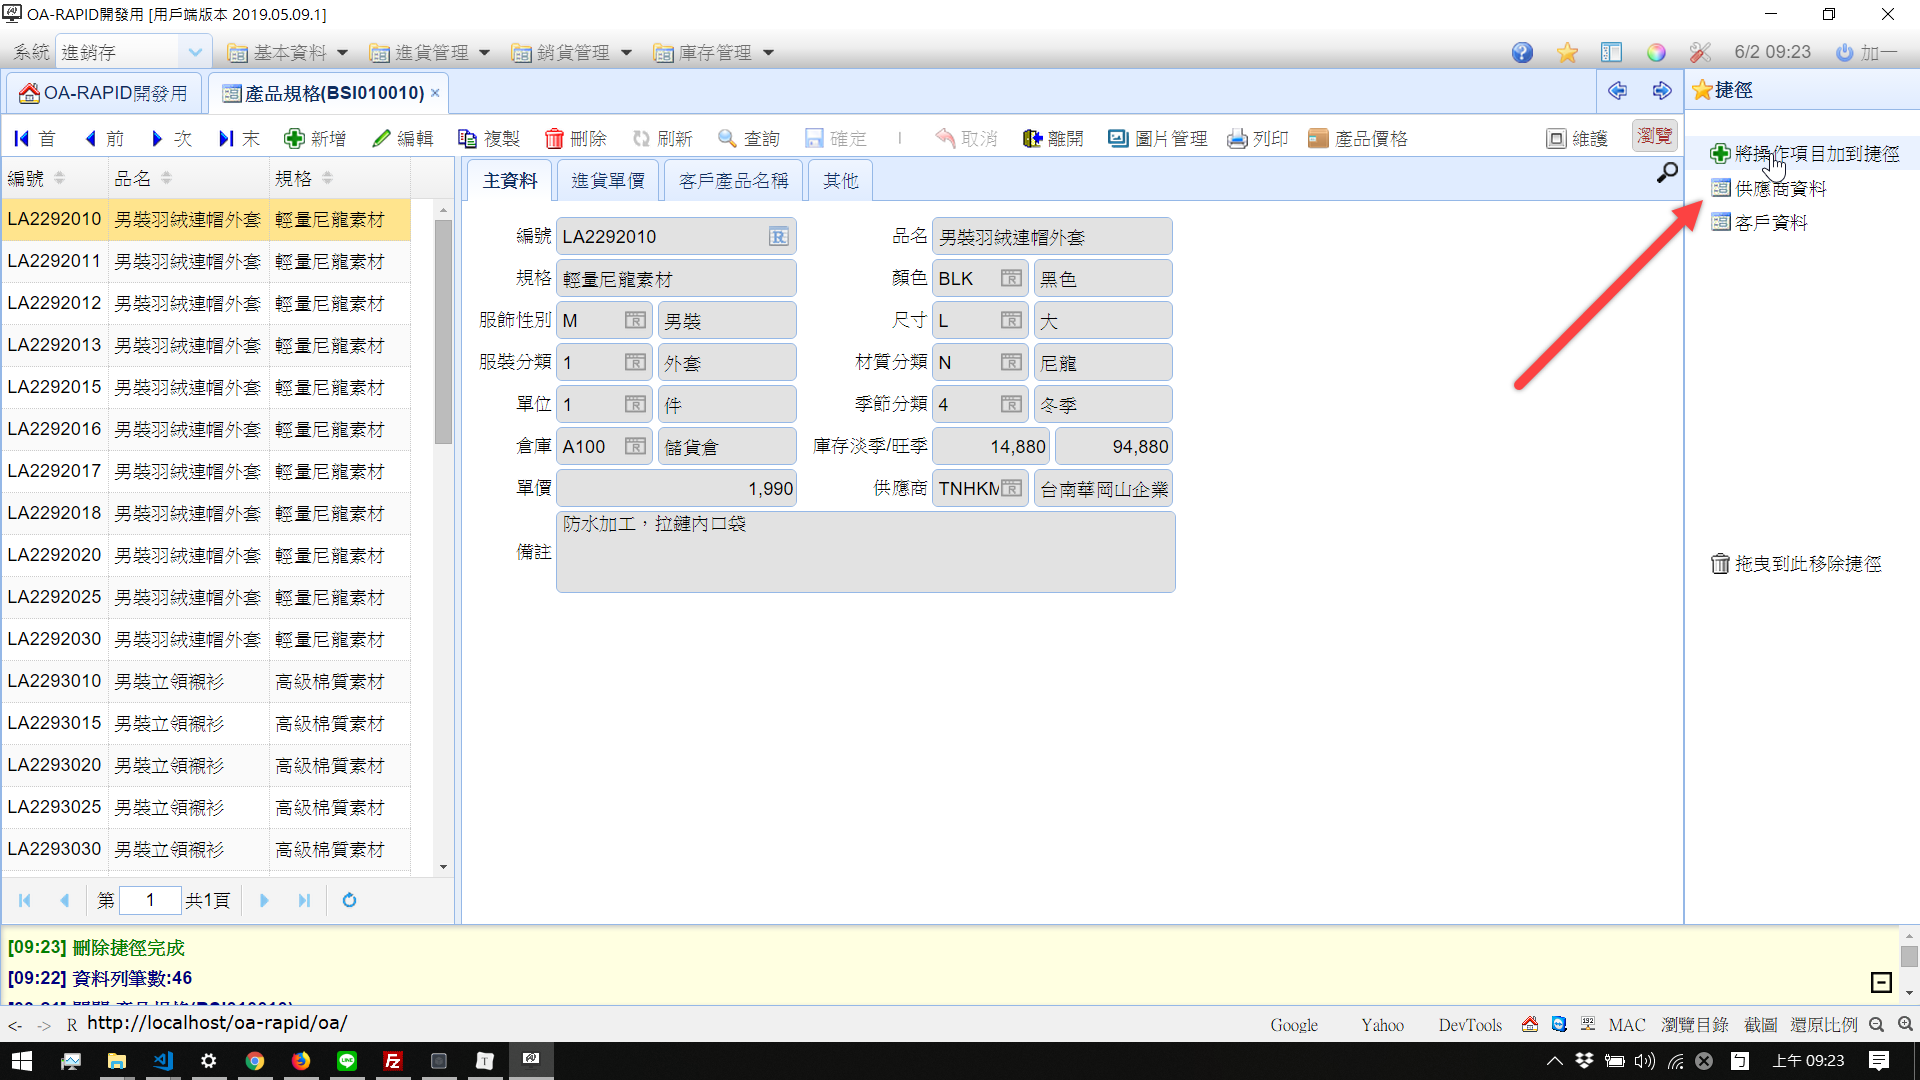 OA-RAPID開發用 [用戶端版本 2019.05.09.1]
系統 進銷存 基本資料 進貨管理 銷貨管理 庫存管理 6/2 09:23 加一
OA-RAPID開發用 產品規格(BSI010010) × 捷徑
首 前 次 末 新增 編輯 複製 刪除 刷新 查詢 確定 取消 離開 圖片管理 列印 產品價格 維護 瀏覽
編號 品名 規格
LA2292010 男裝羽絨連帽外套 輕量尼龍素材
LA2292011 男裝羽絨連帽外套 輕量尼龍素材
LA2292012 男裝羽絨連帽外套 輕量尼龍素材
LA2292013 男裝羽絨連帽外套 輕量尼龍素材
LA2292015 男裝羽絨連帽外套 輕量尼龍素材
LA2292016 男裝羽絨連帽外套 輕量尼龍素材
LA2292017 男裝羽絨連帽外套 輕量尼龍素材
LA2292018 男裝羽絨連帽外套 輕量尼龍素材
LA2292020 男裝羽絨連帽外套 輕量尼龍素材
LA2292025 男裝羽絨連帽外套 輕量尼龍素材
LA2292030 男裝羽絨連帽外套 輕量尼龍素材
LA2293010 男裝立領襯衫 高級棉質素材
LA2293015 男裝立領襯衫 高級棉質素材
LA2293020 男裝立領襯衫 高級棉質素材
LA2293025 男裝立領襯衫 高級棉質素材
LA2293030 男裝立領襯衫 高級棉質素材
第 1 共1頁
主資料 進貨單價 客戶產品名稱 其他
編號 LA2292010 品名 男裝羽絨連帽外套
規格 輕量尼龍素材 顏色 BLK 黑色
服飾性別 M 男裝 尺寸 L 大
服裝分類 1 外套 材質分類 N 尼龍
單位 1 件 季節分類 4 冬季
倉庫 A100 儲貨倉 庫存淡季/旺季 14,880 94,880
單價 1,990 供應商 TNHKM 台南華岡山企業
備註 防水加工，拉鏈內口袋
將操作項目加到捷徑
供應商資料
客戶資料
拖曳到此移除捷徑
[09:23] 刪除捷徑完成
[09:22] 資料列筆數:46
<- -> R http://localhost/oa-rapid/oa/ Google Yahoo DevTools MAC 瀏覽目錄 截圖 還原比例
上午 09:23